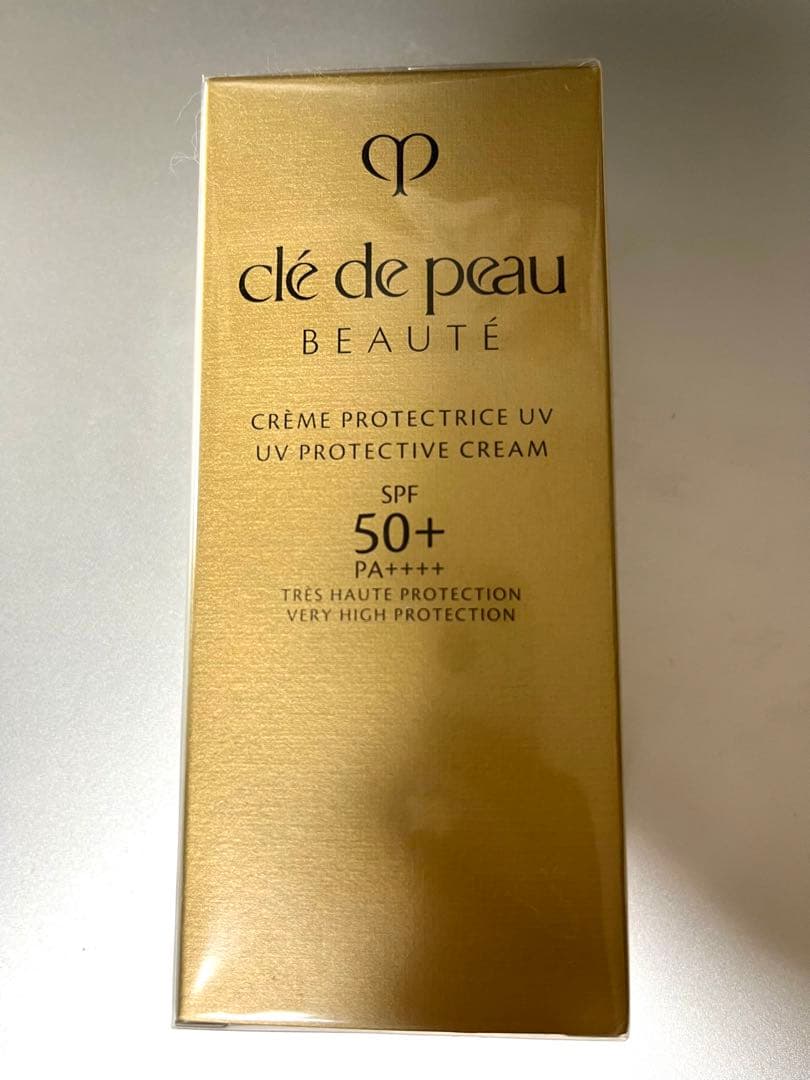 clé de peau
BEAUTÉ
CRÈME PROTECTRICE UV
UV PROTECTIVE CREAM
SPF
50+
PA++++
TRÈS HAUTE PROTECTION
VERY HIGH PROTECTION